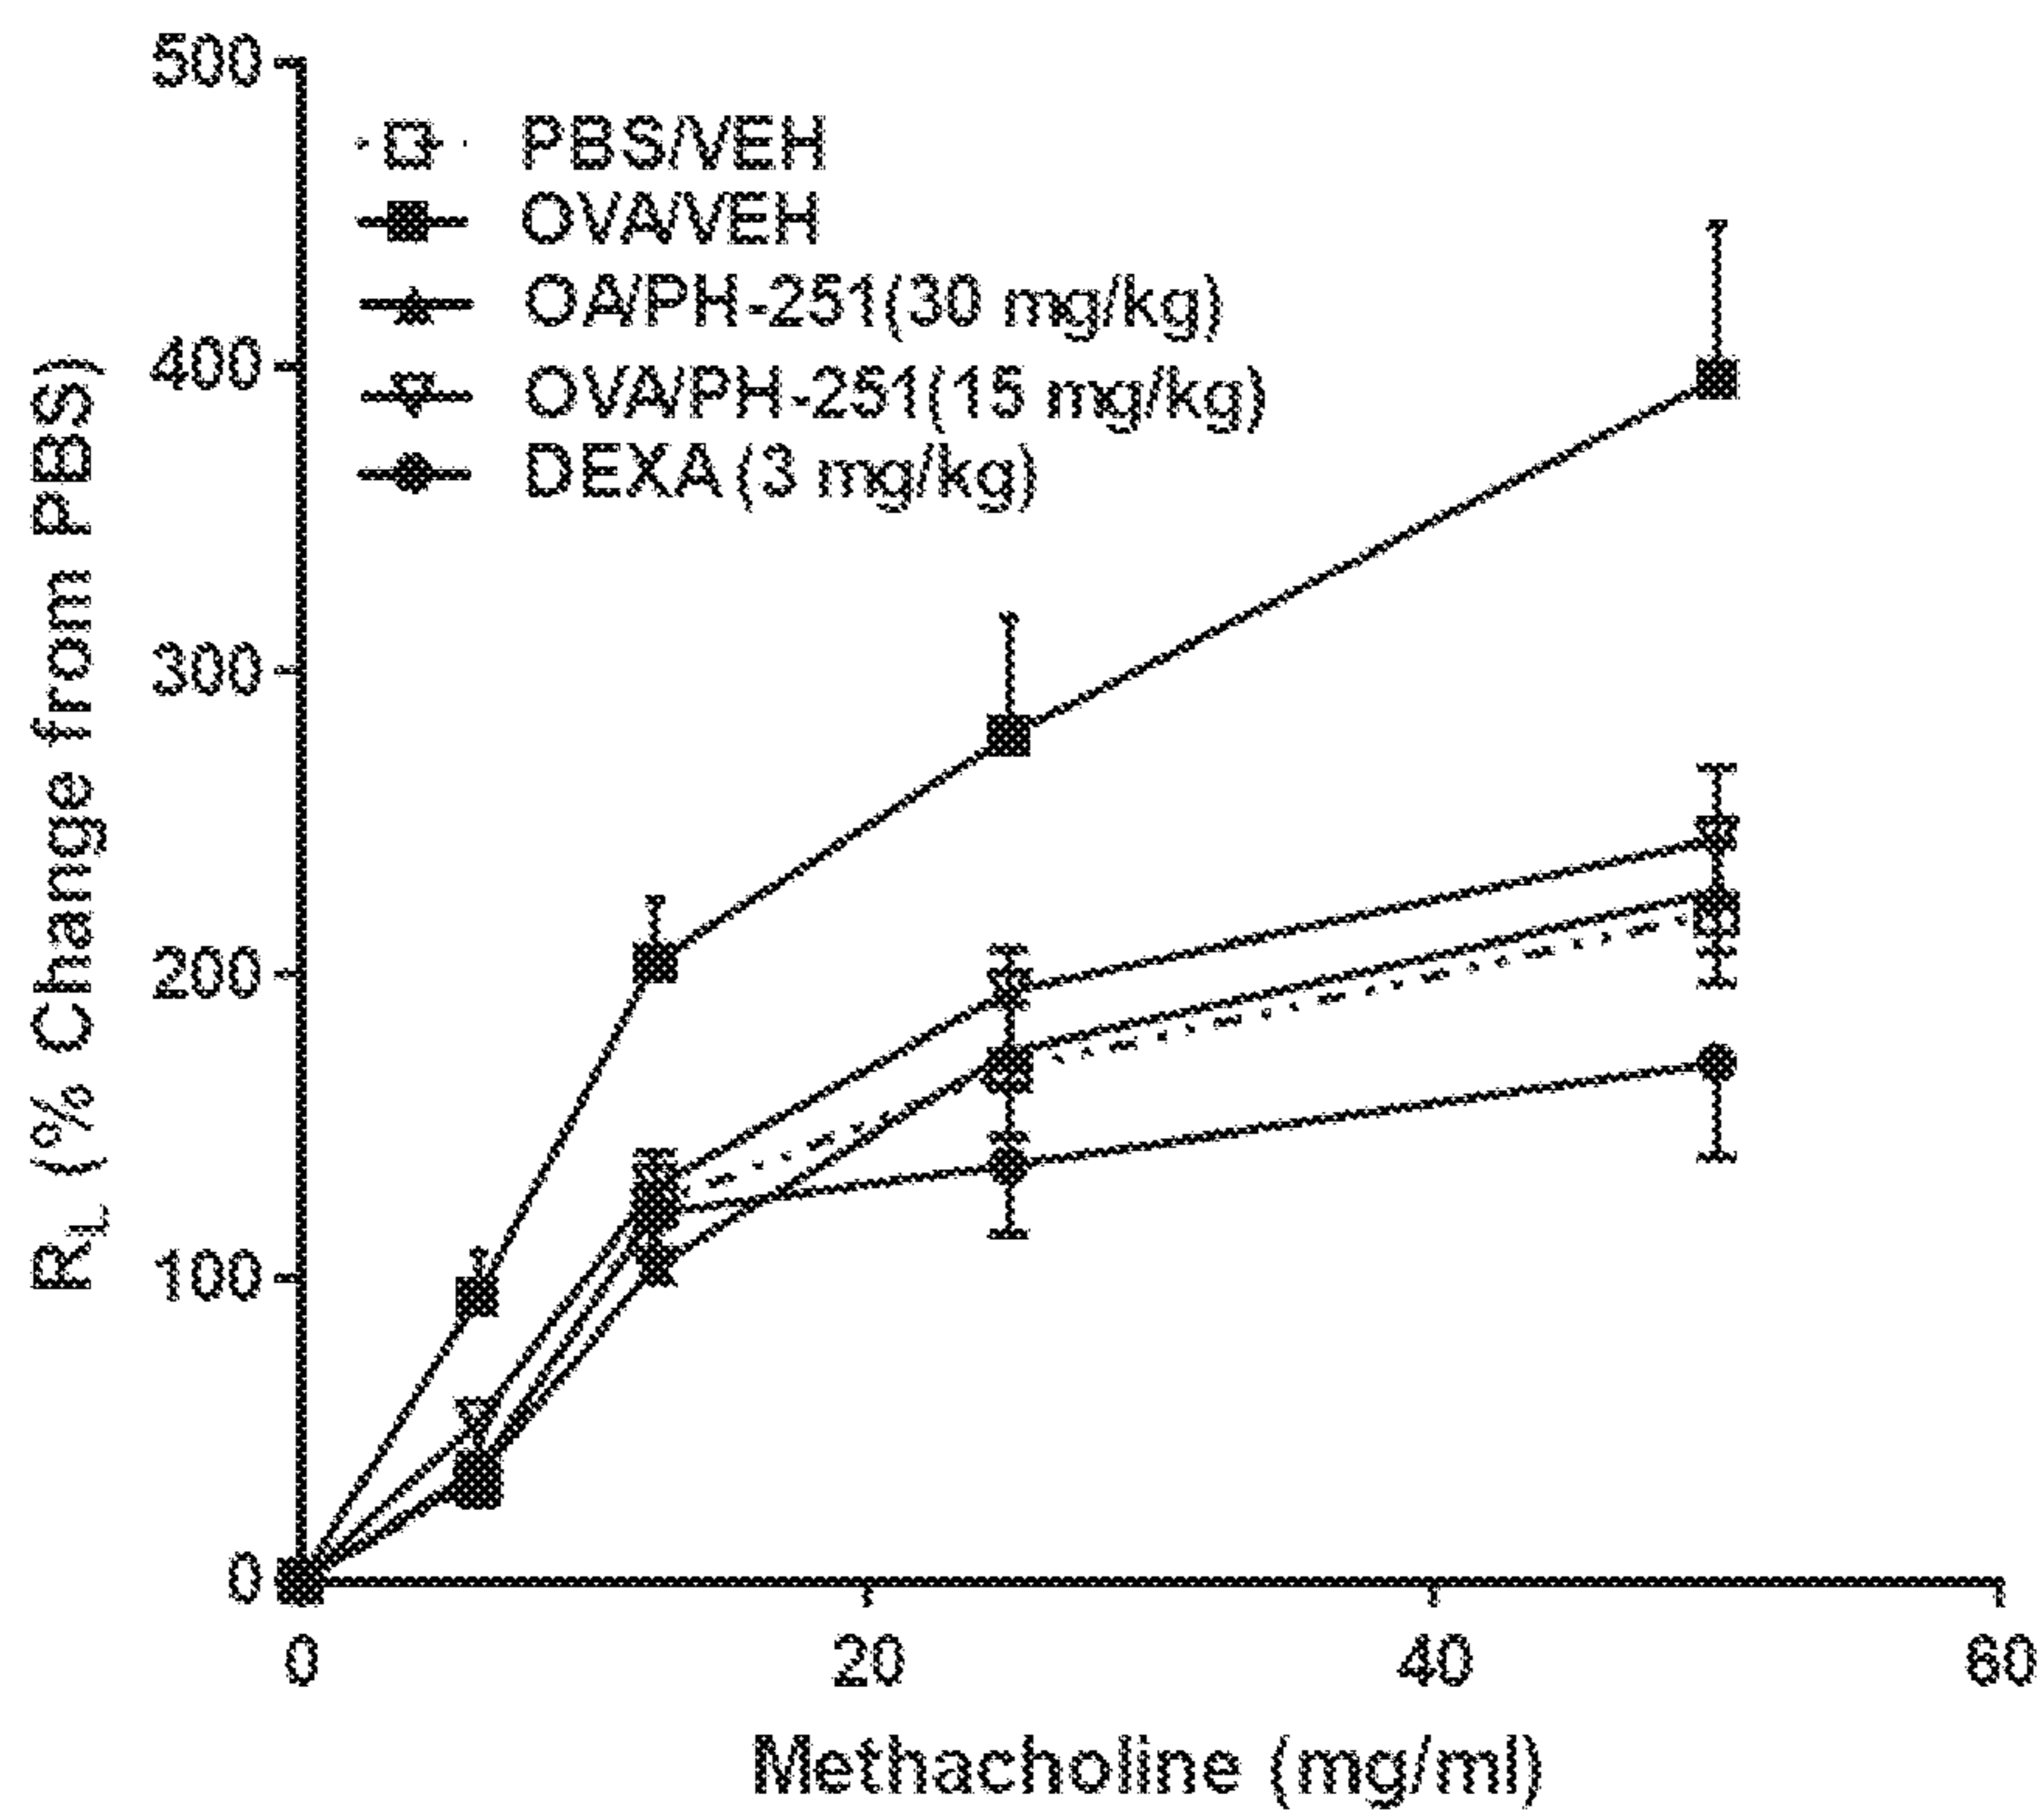 500
400
300
200
100
0
R_L (% Change from PBS)
PBS/VEH
OVA/VEH
OA/PH-251(30 mg/kg)
OVA/PH-251(15 mg/kg)
DEXA (3 mg/kg)
0 20 40 60
Methacholine (mg/ml)